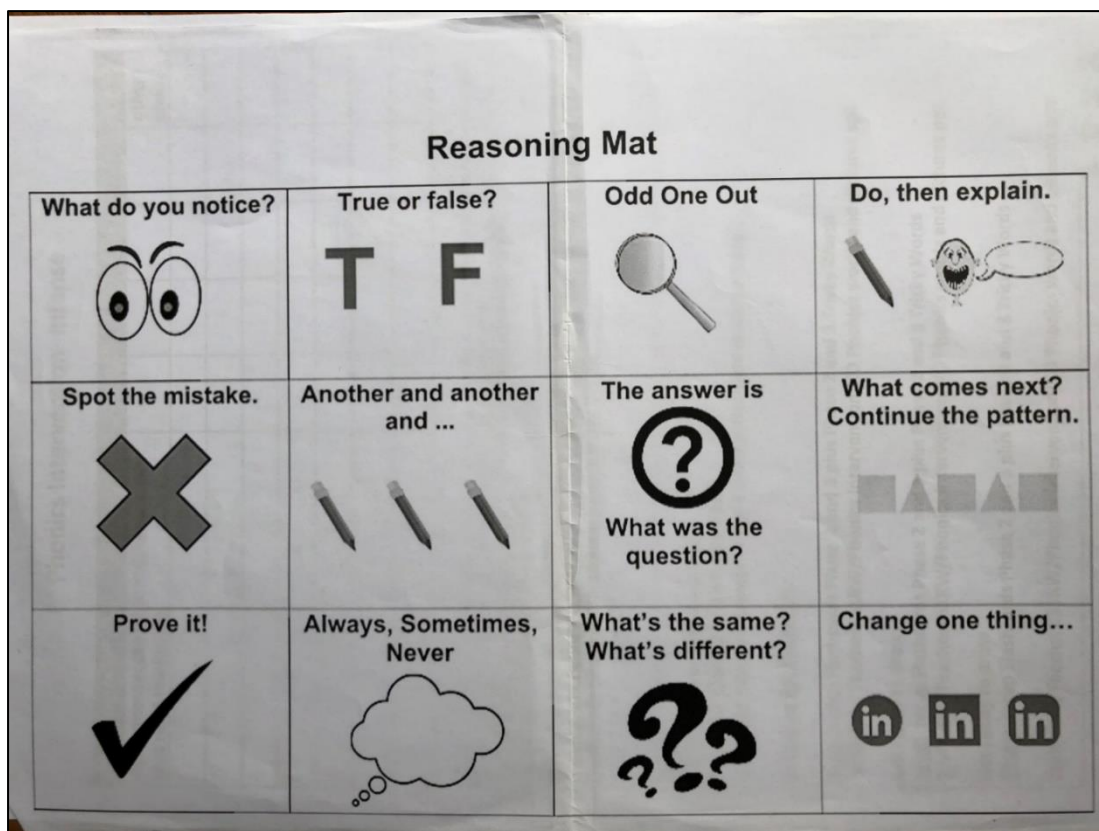 Reasoning Mat
What do you notice?
True or false?
T F
Odd One Out
Do, then explain.
Spot the mistake.
Another and another
and ...
The answer is
?
What was the
question?
What comes next?
Continue the pattern.
Prove it!
Always, Sometimes,
Never
What's the same?
What's different?
???
Change one thing...
in in in